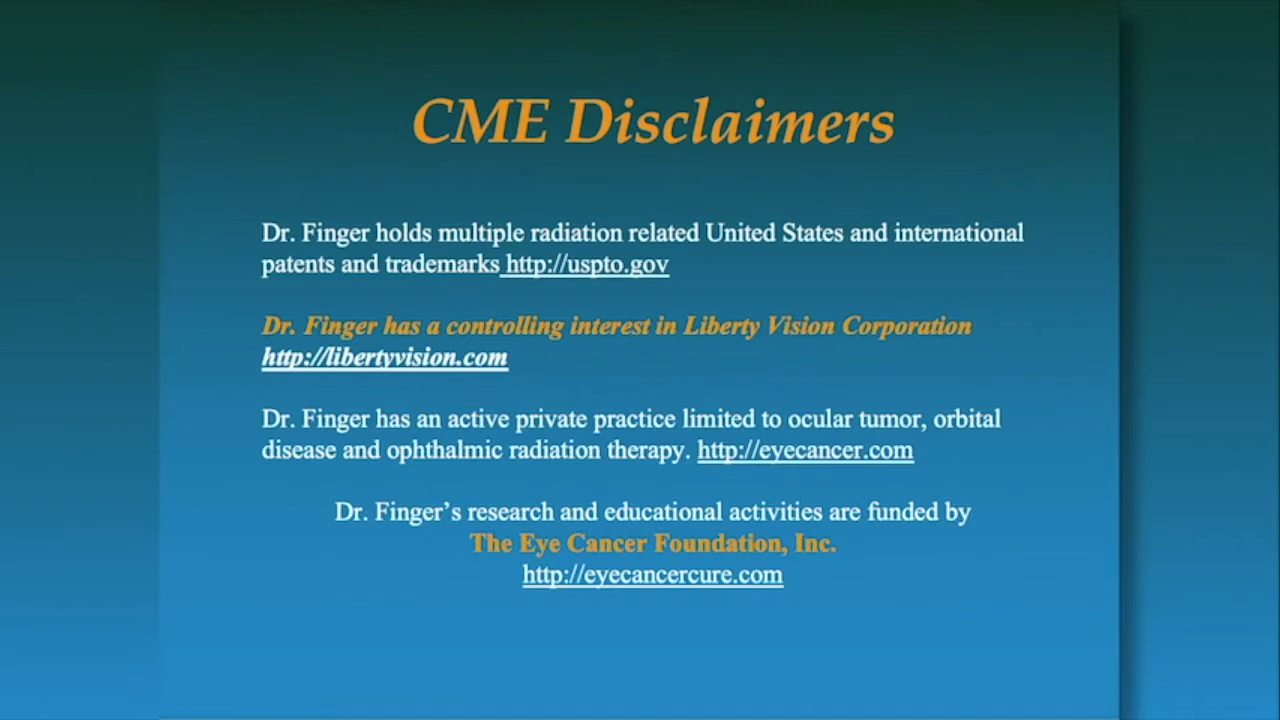 CME Disclaimers
Dr. Finger holds multiple radiation related United States and international
patents and trademarks http://uspto.gov
Dr. Finger has a controlling interest in Liberty Vision Corporation
http://libertyvision.com
Dr. Finger has an active private practice limited to ocular tumor, orbital
disease and ophthalmic radiation therapy. http://eyecancer.com
Dr. Finger’s research and educational activities are funded by
The Eye Cancer Foundation, Inc.
http://eyecancercure.com